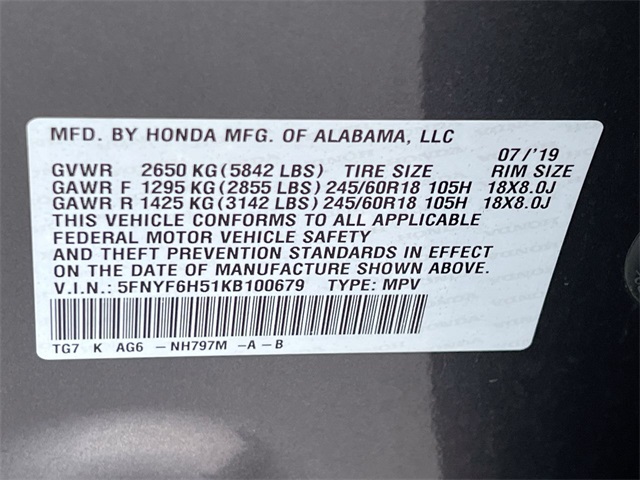 MFD. BY HONDA MFG. OF ALABAMA, LLC
07/'19
GVWR 2650 KG(5842 LBS) TIRE SIZE RIM SIZE
GAWR F 1295 KG(2855 LBS)245/60R18 105H 18X8.0J
GAWR R 1425 KG(3142 LBS)245/60R18 105H 18X8.0J
THIS VEHICLE CONFORMS TO ALL APPLICABLE
FEDERAL MOTOR VEHICLE SAFETY
AND THEFT PREVENTION STANDARDS IN EFFECT
ON THE DATE OF MANUFACTURE SHOWN ABOVE.
V.I.N.: 5FNYF6H51KB100679 TYPE: MPV
TG7 K AG6 -NH797M -A-B